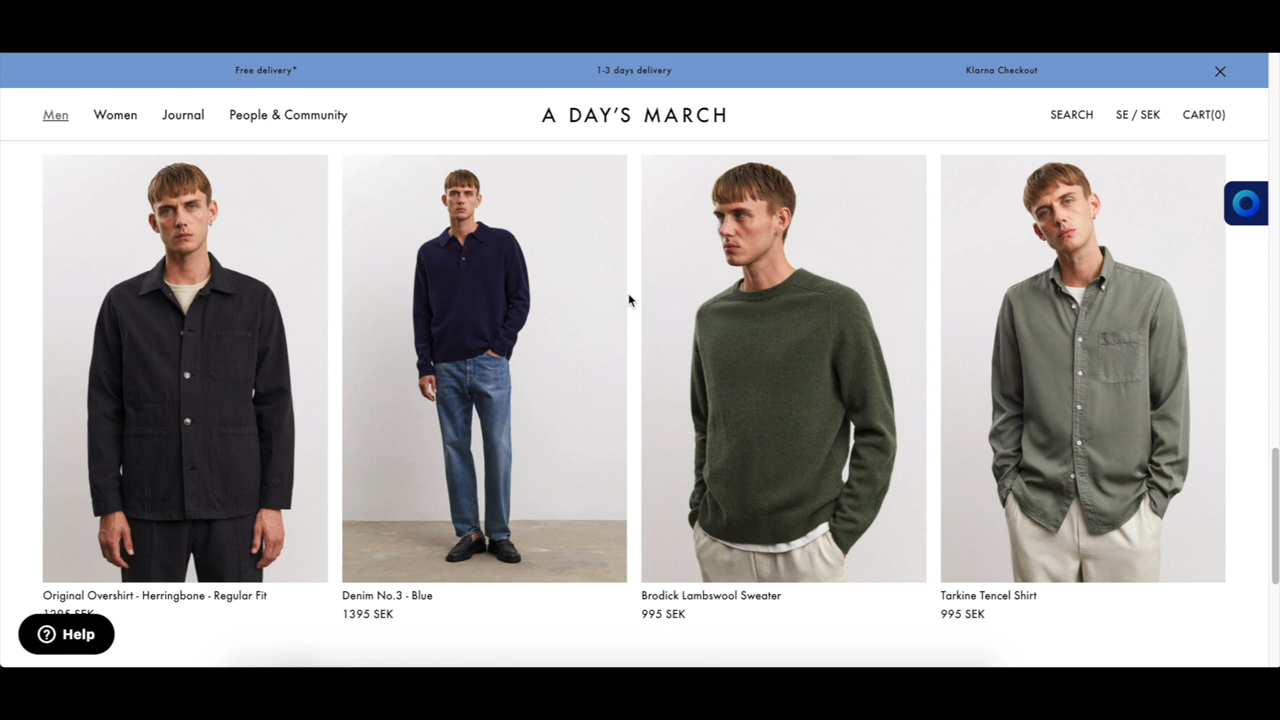 Free delivery* 1-3 days delivery Klarna Checkout
Men Women Journal People & Community A DAY'S MARCH SEARCH SE / SEK CART(0)
Original Overshirt - Herringbone - Regular Fit
1295 SEK
Denim No.3 - Blue
1395 SEK
Brodick Lambswool Sweater
995 SEK
Tarkine Tencel Shirt
995 SEK
Help